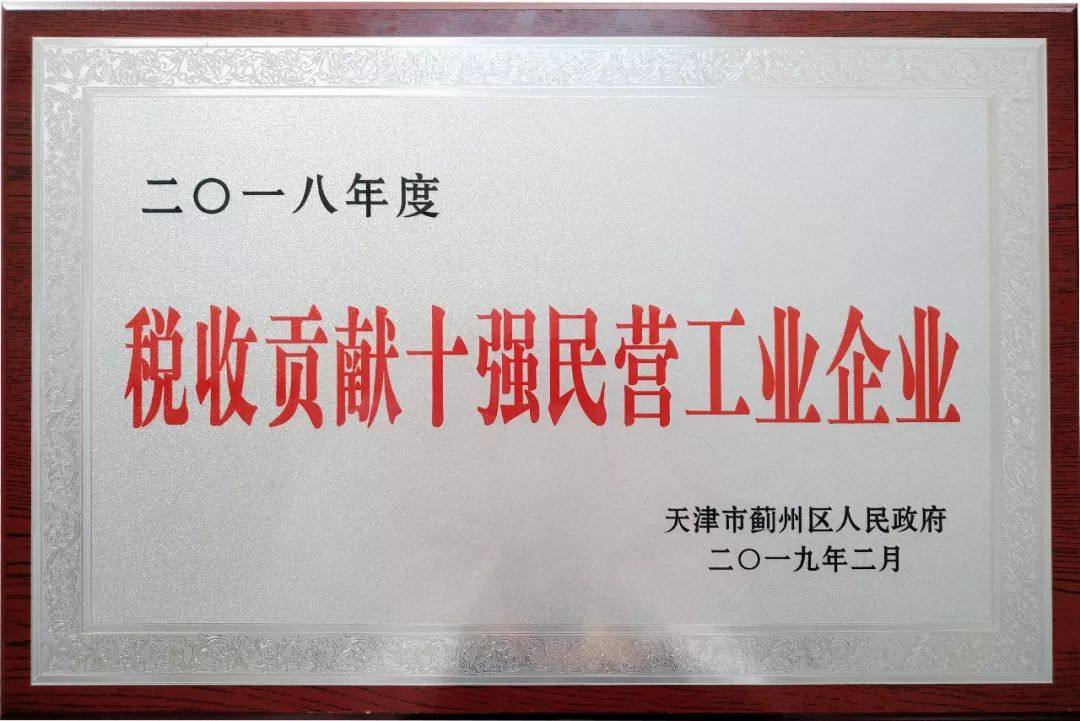 二〇一八年度
税收贡献十强民营工业企业
天津市蓟州区人民政府
二〇一九年二月